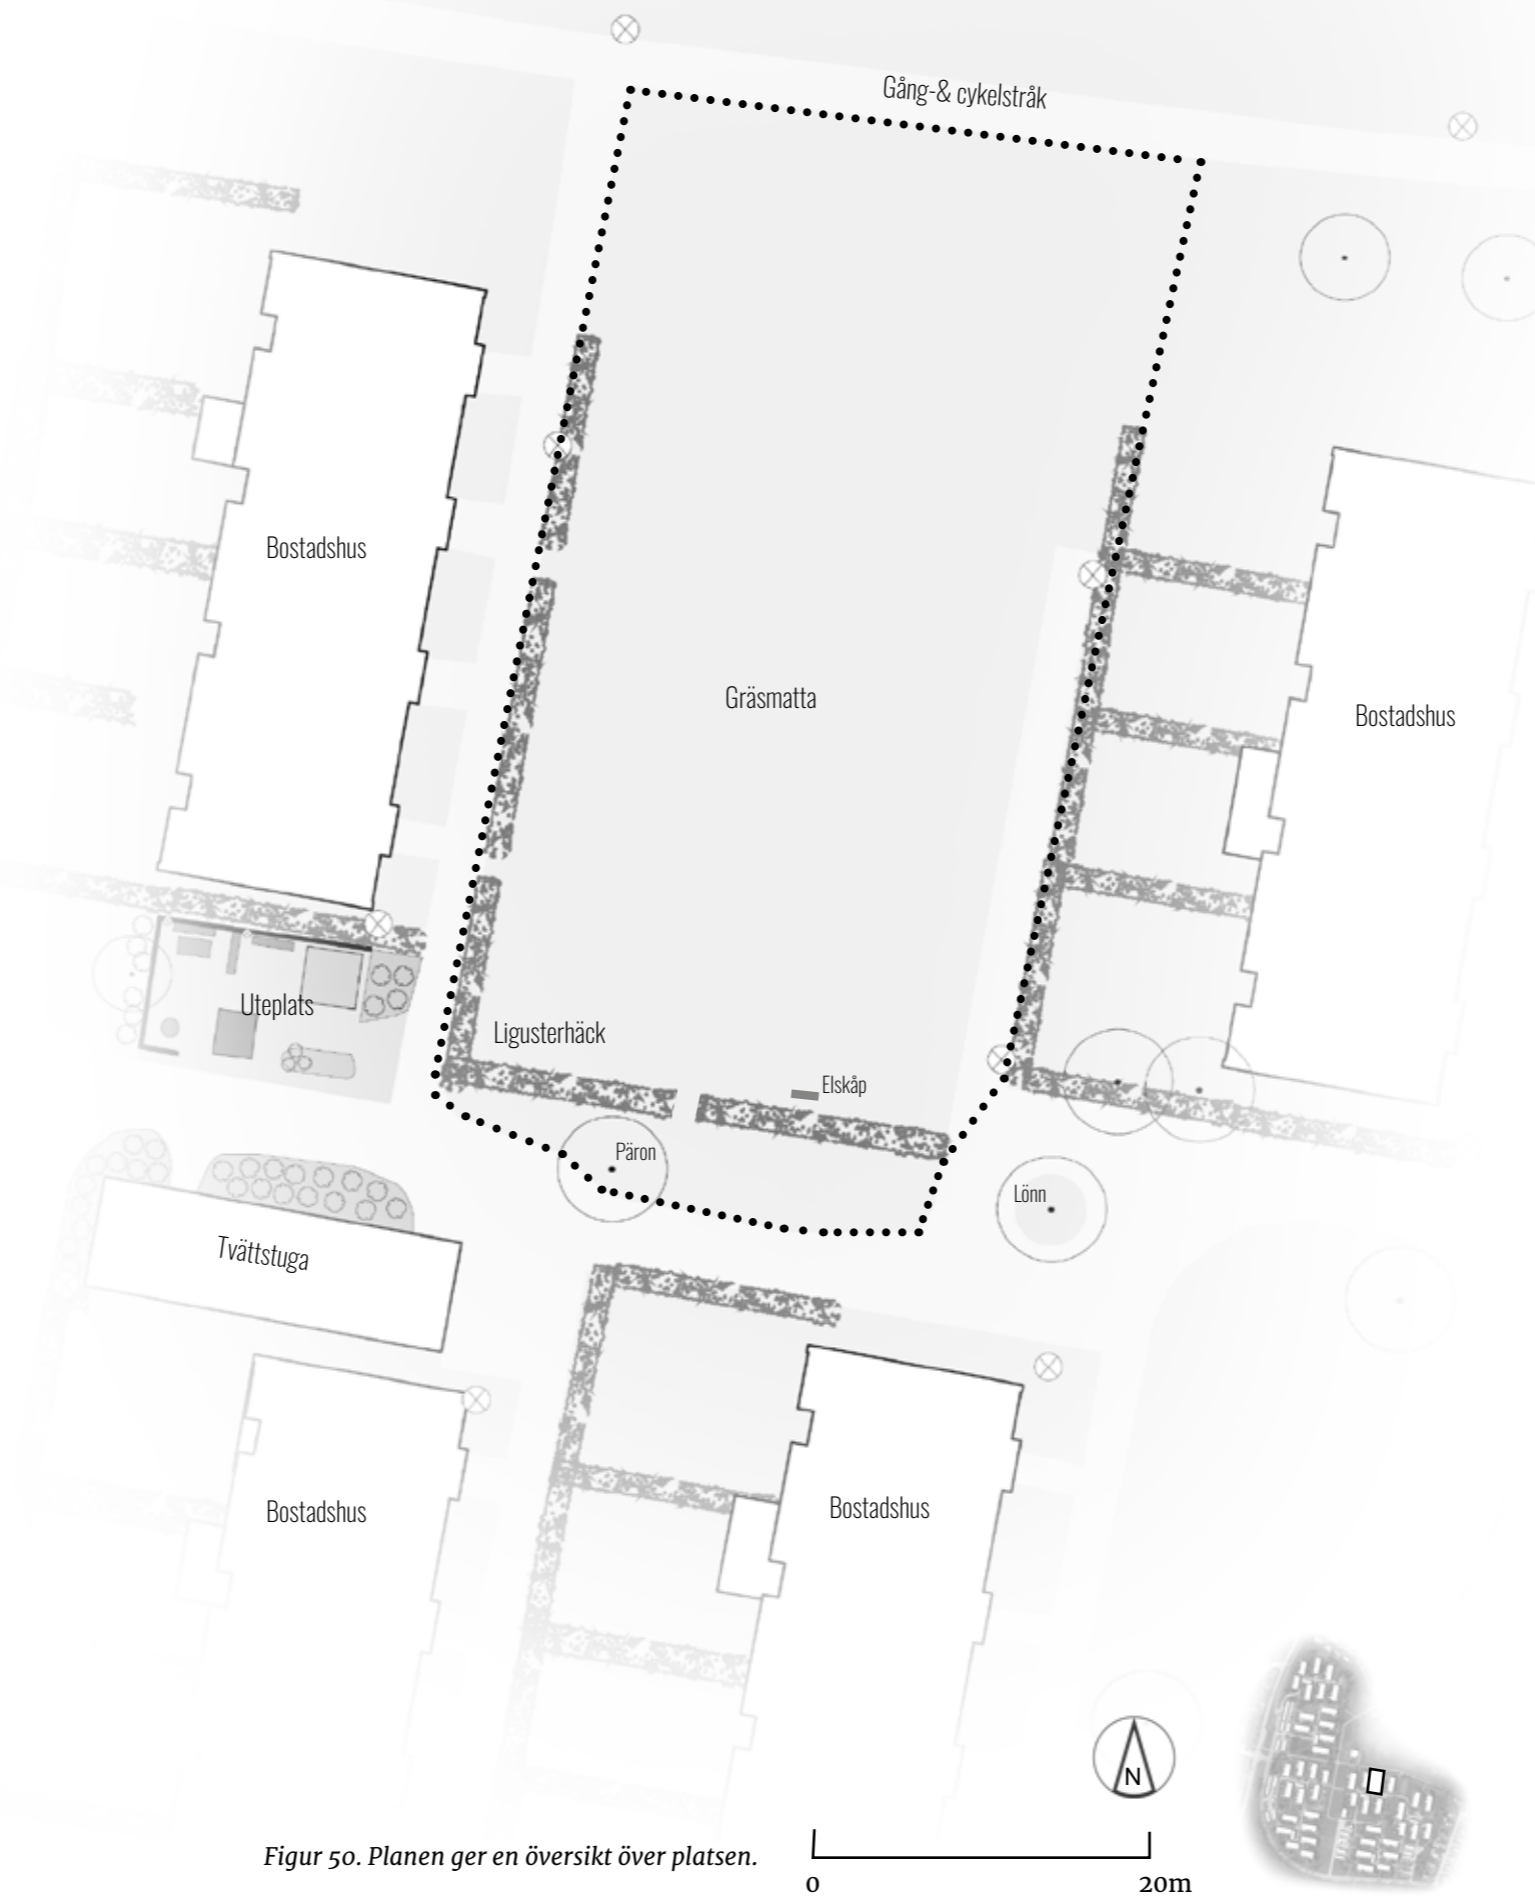 Gång-& cykelstråk
Bostadshus
Gräsmatta
Bostadshus
Uteplats
Ligusterhäck
Elskåp
Päron
Lönn
Tvättstuga
Bostadshus
Bostadshus
N
Figur 50. Planen ger en översikt över platsen.
0 20m